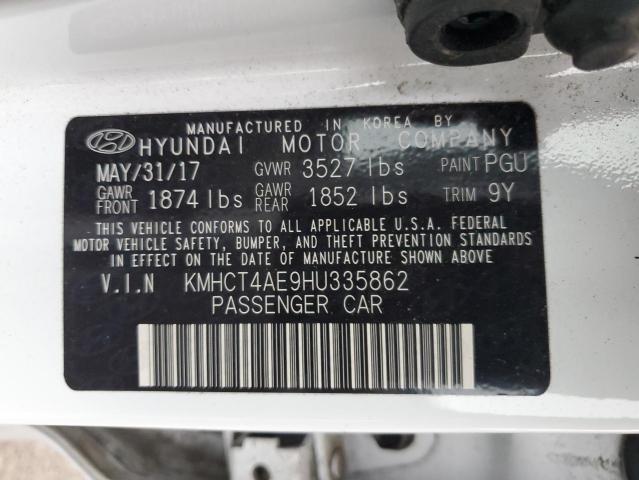 MANUFACTURED IN KOREA BY
HYUNDAI MOTOR COMPANY
MAY/31/17 GVWR 3527 lbs PAINT PGU
GAWR FRONT 1874 lbs GAWR REAR 1852 lbs TRIM 9Y
THIS VEHICLE CONFORMS TO ALL APPLICABLE U.S.A. FEDERAL
MOTOR VEHICLE SAFETY, BUMPER, AND THEFT PREVENTION STANDARDS
IN EFFECT ON THE DATE OF MANUFACTURE SHOWN ABOVE
V.I.N KMHCT4AE9HU335862
PASSENGER CAR